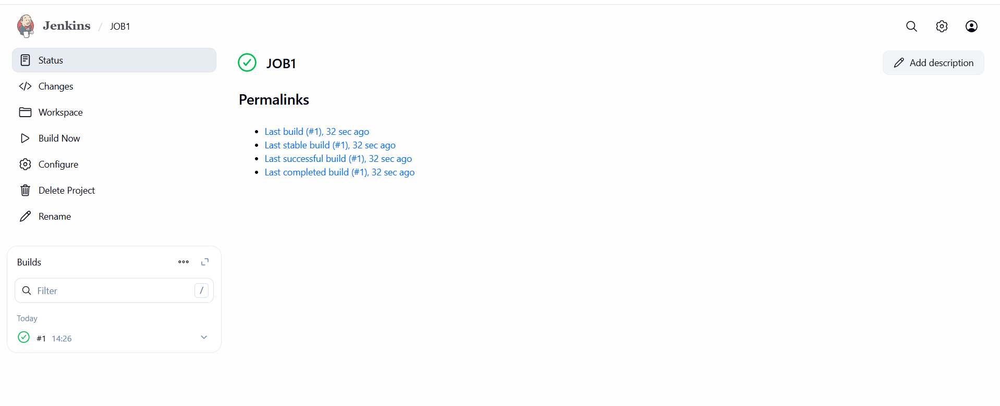 Jenkins / JOB1
Status
Changes
Workspace
Build Now
Configure
Delete Project
Rename
Builds
Filter /
Today
#1 14:26
JOB1
Add description
Permalinks
Last build (#1), 32 sec ago
Last stable build (#1), 32 sec ago
Last successful build (#1), 32 sec ago
Last completed build (#1), 32 sec ago